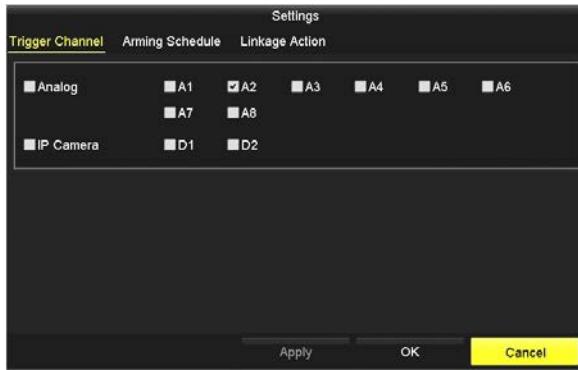 Settings
Trigger Channel Arming Schedule Linkage Action
Analog A1 A2 A3 A4 A5 A6
A7 A8
IP Camera D1 D2
Apply OK Cancel